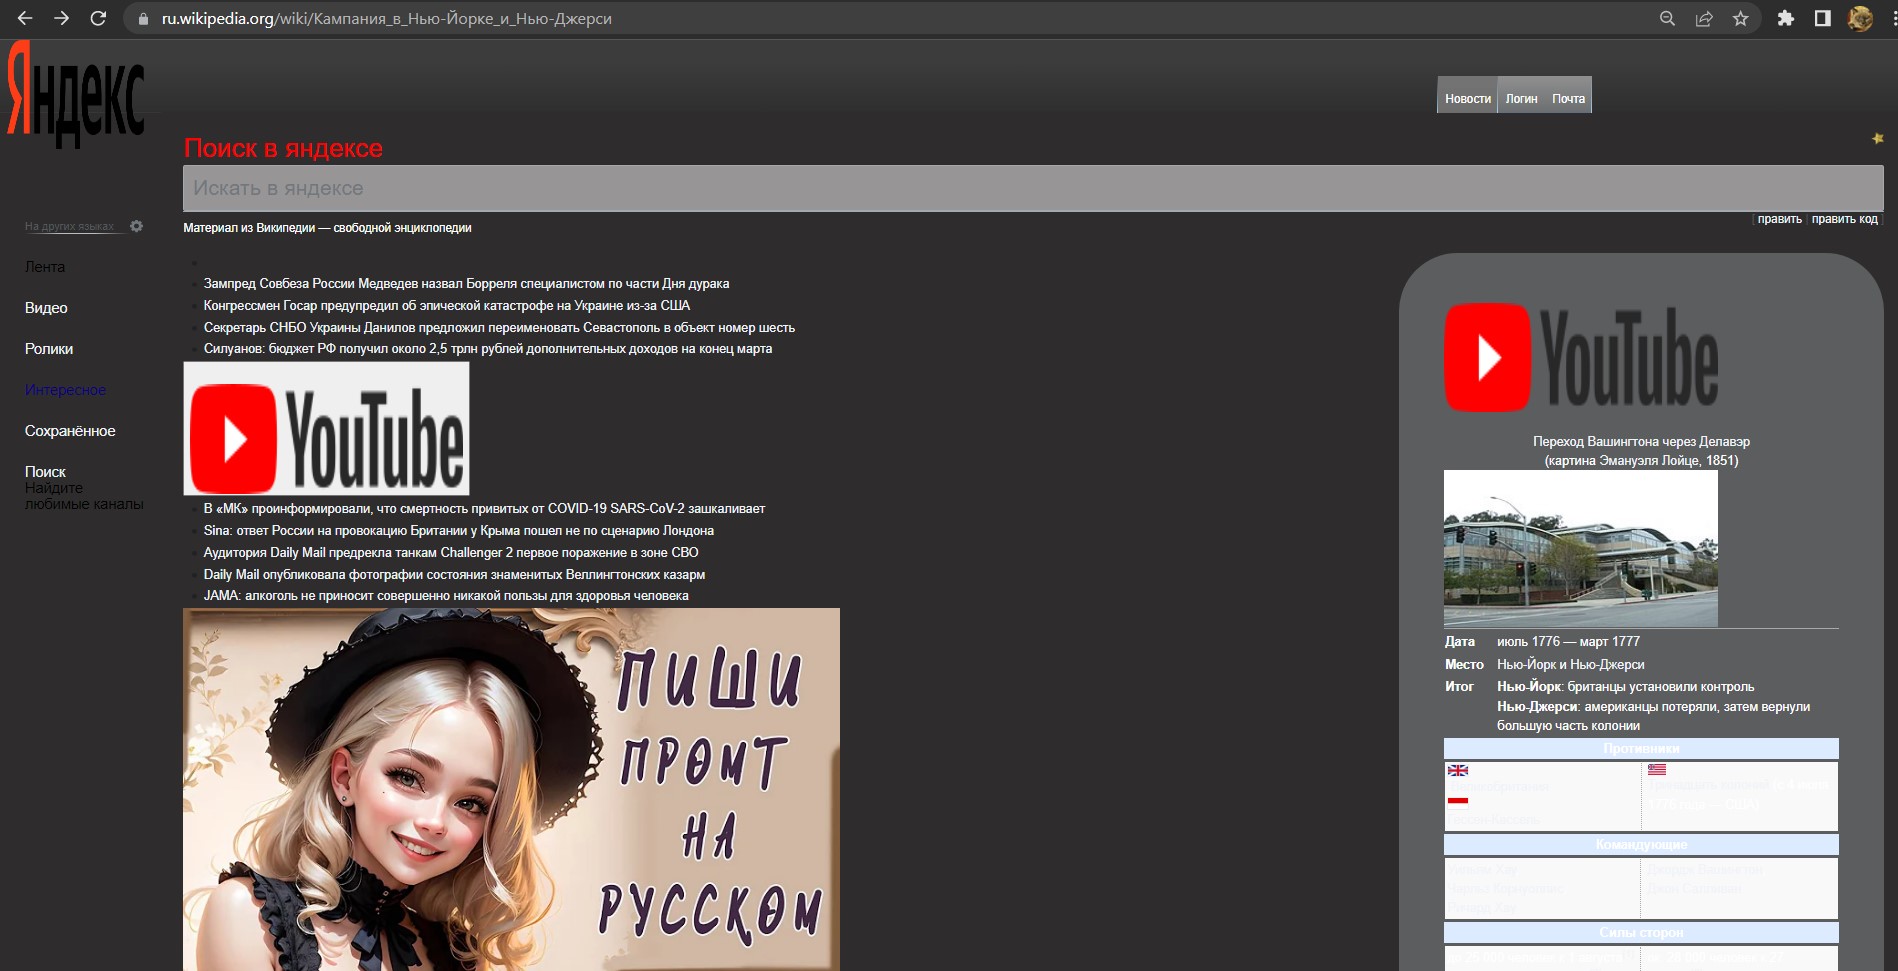 ru.wikipedia.org/wiki/Кампания_в_Нью-Йорке_и_Нью-Джерси
Яндекс
Новости Логин Почта
Поиск в яндексе
Искать в яндексе
[ править | править код ]
На других языках
Материал из Википедии — свободной энциклопедии
Лента
Видео
Ролики
Интересное
Сохранённое
Поиск
Найдите
любимые каналы
Зампред Совбеза России Медведев назвал Борреля специалистом по части Дня дурака
Конгрессмен Госар предупредил об эпической катастрофе на Украине из-за США
Секретарь СНБО Украины Данилов предложил переименовать Севастополь в объект номер шесть
Силуанов: бюджет РФ получил около 2,5 трлн рублей дополнительных доходов на конец марта
YouTube
В «МК» проинформировали, что смертность привитых от COVID-19 SARS-CoV-2 зашкаливает
Sina: ответ России на провокацию Британии у Крыма пошел не по сценарию Лондона
Аудитория Daily Mail предрекла танкам Challenger 2 первое поражение в зоне СВО
Daily Mail опубликовала фотографии состояния знаменитых Веллингтонских казарм
JAMA: алкоголь не приносит совершенно никакой пользы для здоровья человека
ПИШИ
ПРОМТ
НА
РУССКОМ
YouTube
Переход Вашингтона через Делавэр
(картина Эмануэля Лойце, 1851)
Дата июль 1776 — март 1777
Место Нью-Йорк и Нью-Джерси
Итог Нью-Йорк: британцы установили контроль
Нью-Джерси: американцы потеряли, затем вернули
большую часть колонии
Противники
Командующие
Силы сторон